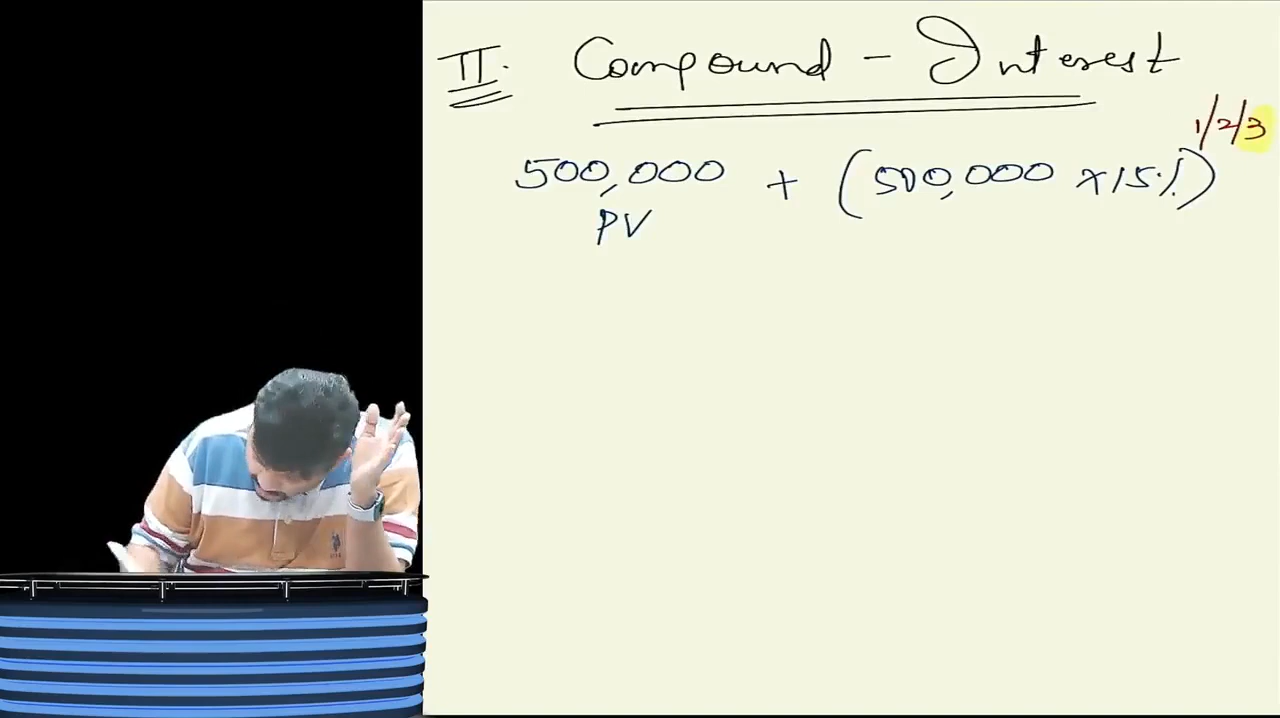 II. Compound - Interest
1/2/3
500,000 + (500,000 x 15%)
PV